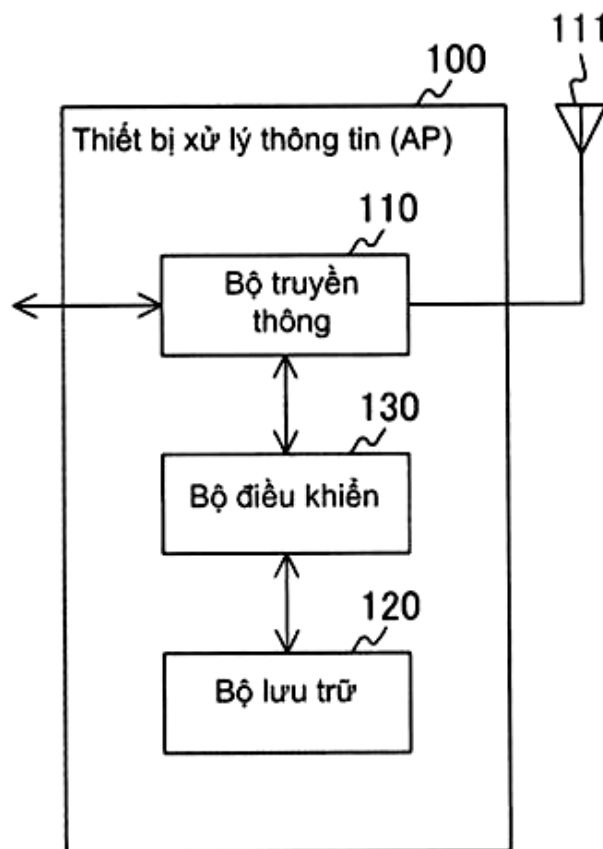 111
100
Thiết bị xử lý thông tin (AP)
110
Bộ truyền
thông
130
Bộ điều khiển
120
Bộ lưu trữ